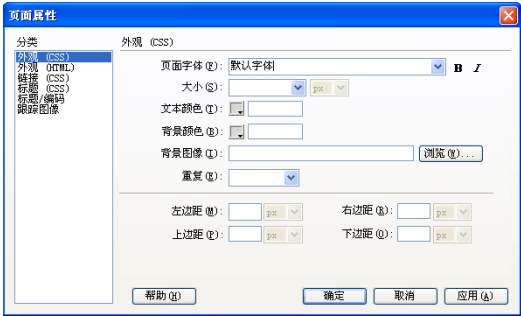 页面属性
分类
外观 (CSS)
外观 (HTML)
链接 (CSS)
标题 (CSS)
标题/编码
跟踪图像
外观 (CSS)
页面字体(F): 默认字体 B I
大小(S): px
文本颜色(T):
背景颜色(B):
背景图像(I): 浏览(W)...
重复(E):
左边距(M): px 右边距(R): px
上边距(P): px 下边距(O): px
帮助(H) 确定 取消 应用(A)